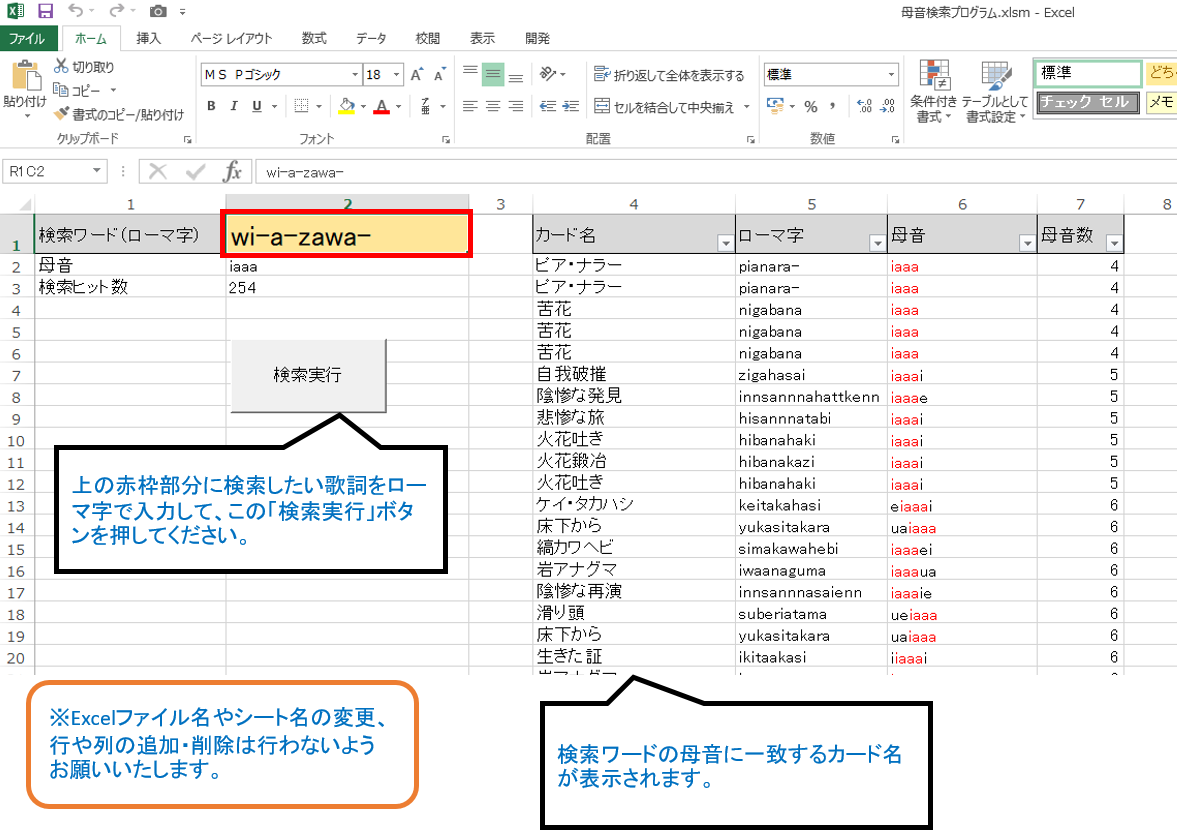 母音検索プログラム.xlsm - Excel
ファイル ホーム 挿入 ページ レイアウト 数式 データ 校閲 表示 開発
貼り付け
切り取り
コピー
書式のコピー/貼り付け
クリップボード
ＭＳ Ｐゴシック 18
B I U
フォント
折り返して全体を表示する
セルを結合して中央揃え
配置
標準
数値
条件付き書式
テーブルとして書式設定
標準 どち
チェック セル メモ
R1C2 fx wi-a-zawa-
1 2 3 4 5 6 7 8
1 検索ワード(ローマ字) wi-a-zawa- カード名 ローマ字 母音 母音数
2 母音 iaaa ピア・ナラー pianara- iaaa 4
3 検索ヒット数 254 ピア・ナラー pianara- iaaa 4
4 苦花 nigabana iaaa 4
5 苦花 nigabana iaaa 4
6 苦花 nigabana iaaa 4
7 自我破摧 zigahasai iaaai 5
8 陰惨な発見 innsannnahattkenn iaaae 5
9 悲惨な旅 hisannnatabi iaaai 5
10 火花吐き hibanahaki iaaai 5
11 火花鍛冶 hibanakazi iaaai 5
12 火花吐き hibanahaki iaaai 5
13 ケイ・タカハシ keitakahasi eiaaai 6
14 床下から yukasitakara uaiaaa 6
15 縞カワヘビ simakawahebi iaaaei 6
16 岩アナグマ iwaanaguma iaaaua 6
17 陰惨な再演 innsannnasaienn iaaaie 6
18 滑り頭 suberiatama ueiaaa 6
19 床下から yukasitakara uaiaaa 6
20 生きた証 ikitaakasi iiaaai 6
検索実行
上の赤枠部分に検索したい歌詞をロー
マ字で入力して、この「検索実行」ボタ
ンを押してください。
※Excelファイル名やシート名の変更、
行や列の追加・削除は行わないよう
お願いいたします。
検索ワードの母音に一致するカード名
が表示されます。